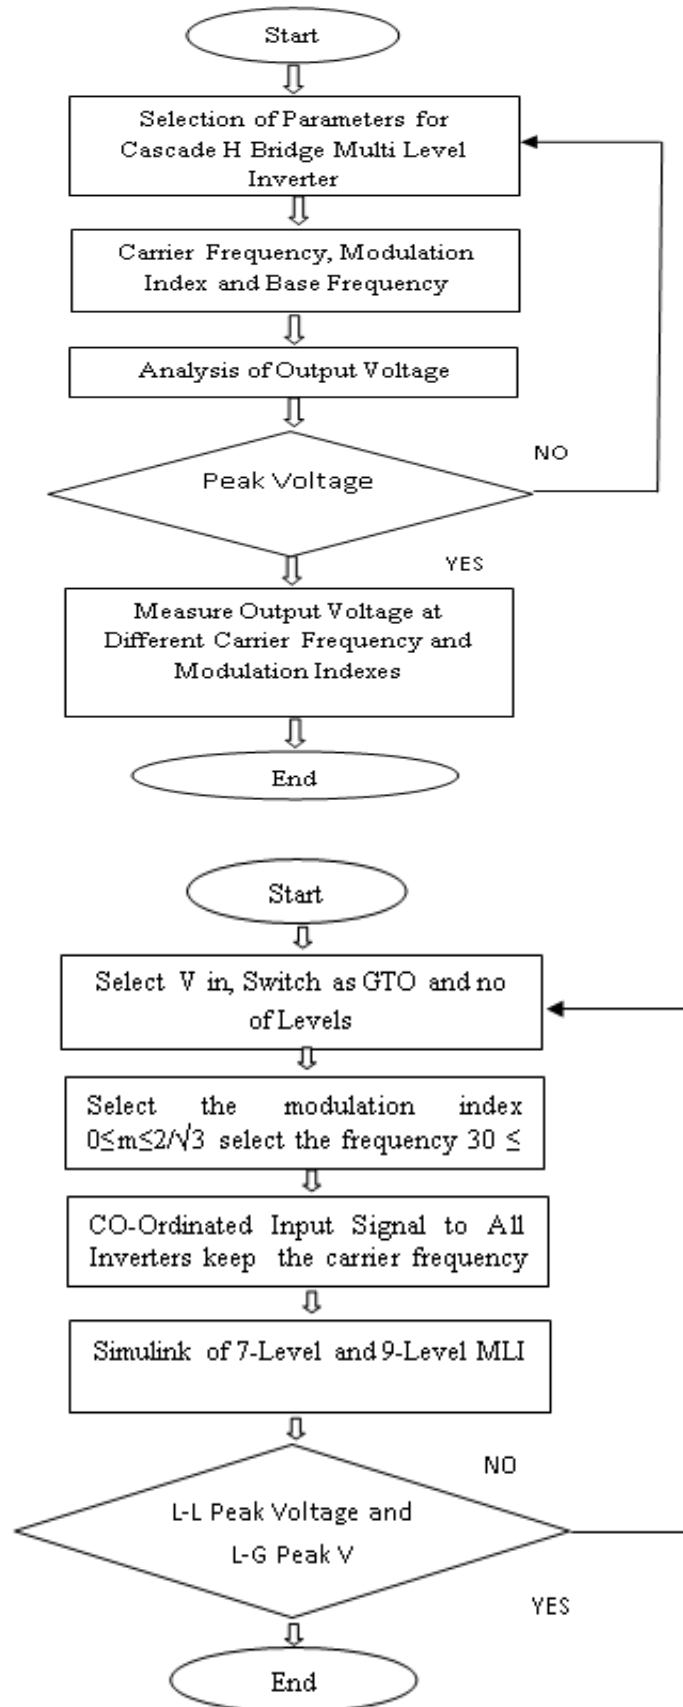 Start
Selection of Parameters for
Cascade H Bridge Multi Level
Inverter
Carrier Frequency, Modulation
Index and Base Frequency
Analysis of Output Voltage
Peak Voltage
NO
YES
Measure Output Voltage at
Different Carrier Frequency and
Modulation Indexes
End
Start
Select V in, Switch as GTO and no
of Levels
Select the modulation index
0≤m≤2/√3 select the frequency 30 ≤
CO-Ordinated Input Signal to All
Inverters keep the carrier frequency
Simulink of 7-Level and 9-Level MLI
NO
L-L Peak Voltage and
L-G Peak V
YES
End